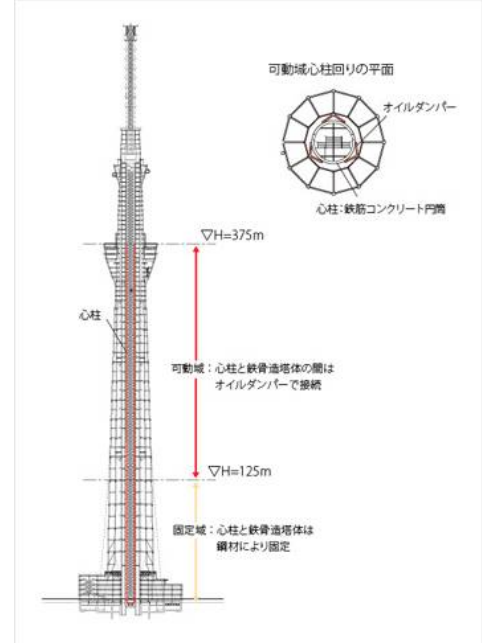 可動域心柱回りの平面
オイルダンパー
心柱：鉄筋コンクリート円筒
▽H=375m
心柱
可動域：心柱と鉄骨造塔体の間は
オイルダンパーで接続
▽H=125m
固定域：心柱と鉄骨造塔体は
鋼材により固定